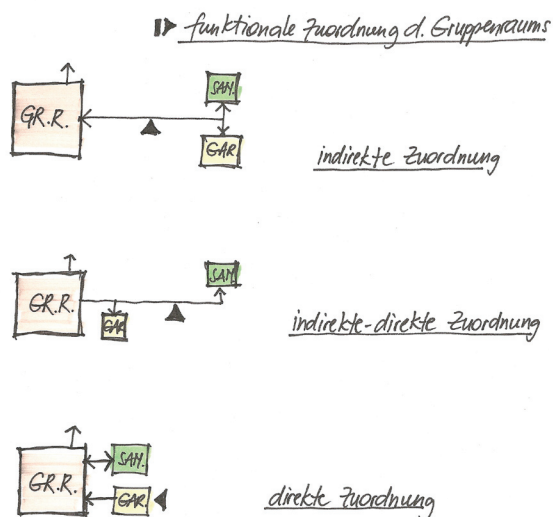 funktionale Zuordnung d. Gruppenraums
SAN.
GR.R.
GAR.
indirekte Zuordnung
SAN.
GR.R.
GAR.
indirekte-direkte Zuordnung
SAN.
GR.R.
GAR.
direkte Zuordnung